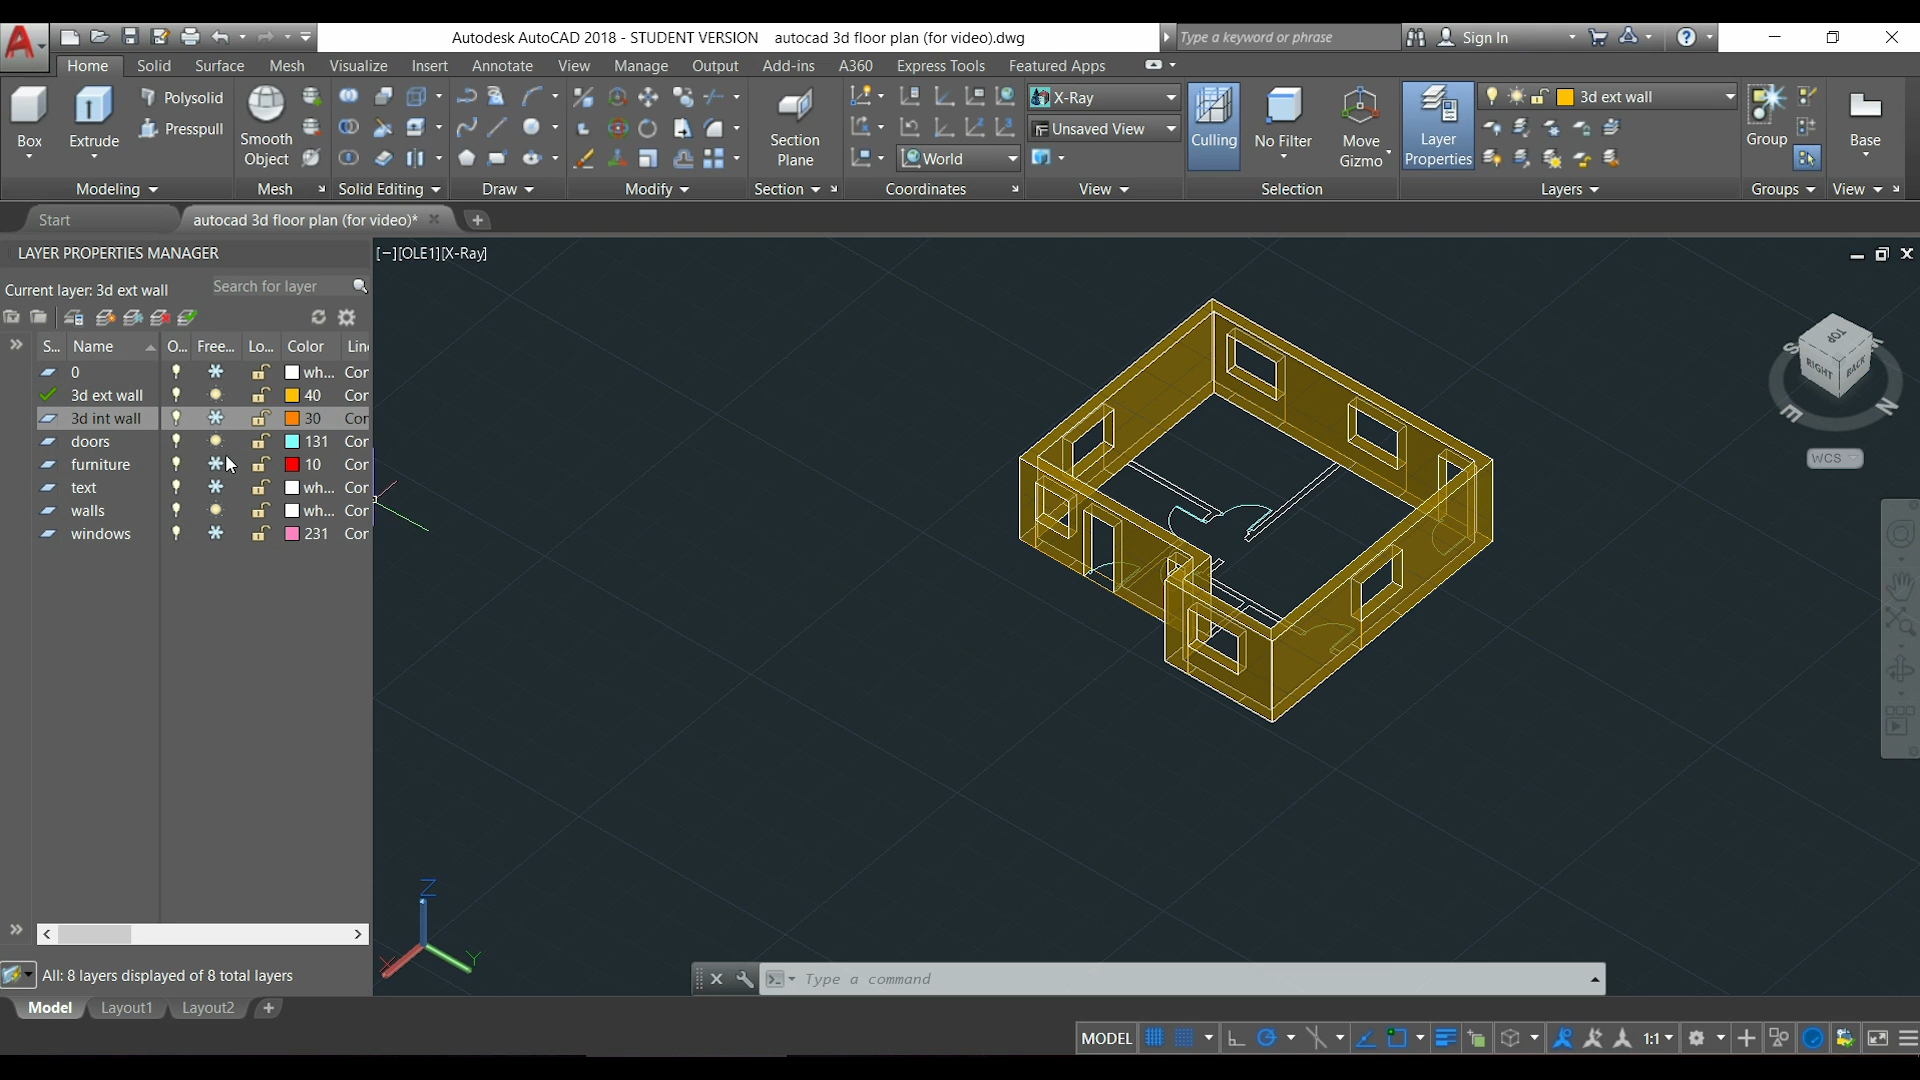 Autodesk AutoCAD 2018 - STUDENT VERSION autocad 3d floor plan (for video).dwg
Type a keyword or phrase
Sign In
Home Solid Surface Mesh Visualize Insert Annotate View Manage Output Add-ins A360 Express Tools Featured Apps
Box
Extrude
Polysolid
Presspull
Smooth Object
Section Plane
World
X-Ray
Unsaved View
Culling
No Filter
Move Gizmo
Layer Properties
3d ext wall
Group
Base
Modeling Mesh Solid Editing Draw Modify Section Coordinates View Selection Layers Groups View
Start
autocad 3d floor plan (for video)*
LAYER PROPERTIES MANAGER
[−][OLE1][X-Ray]
Current layer: 3d ext wall
Search for layer
S... Name O... Free... Lo... Color Lin
0 wh... Cor
3d ext wall 40 Cor
3d int wall 30 Cor
doors 131 Cor
furniture 10 Cor
text wh... Cor
walls wh... Cor
windows 231 Cor
TOP
RIGHT
BACK
S
E
N
WCS
Z
X
Y
All: 8 layers displayed of 8 total layers
Type a command
Model Layout1 Layout2
MODEL
1:1